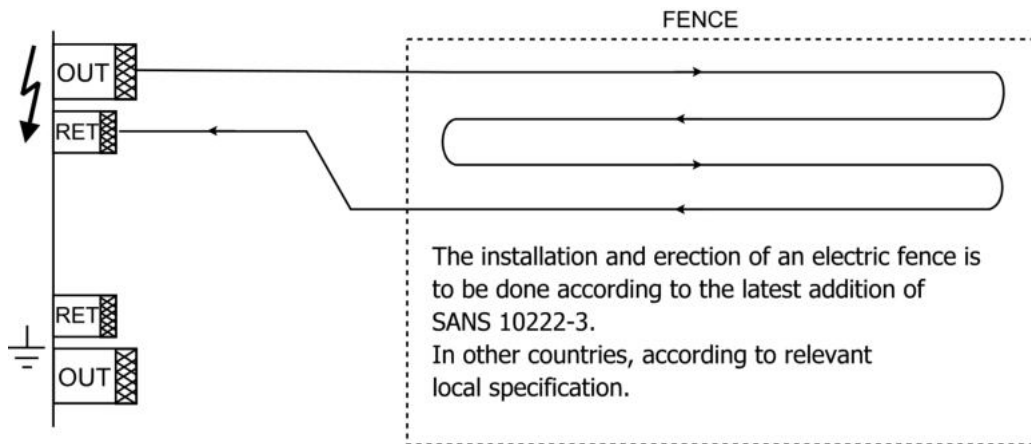 FENCE
OUT
RET
RET
OUT
The installation and erection of an electric fence is
to be done according to the latest addition of
SANS 10222-3.
In other countries, according to relevant
local specification.